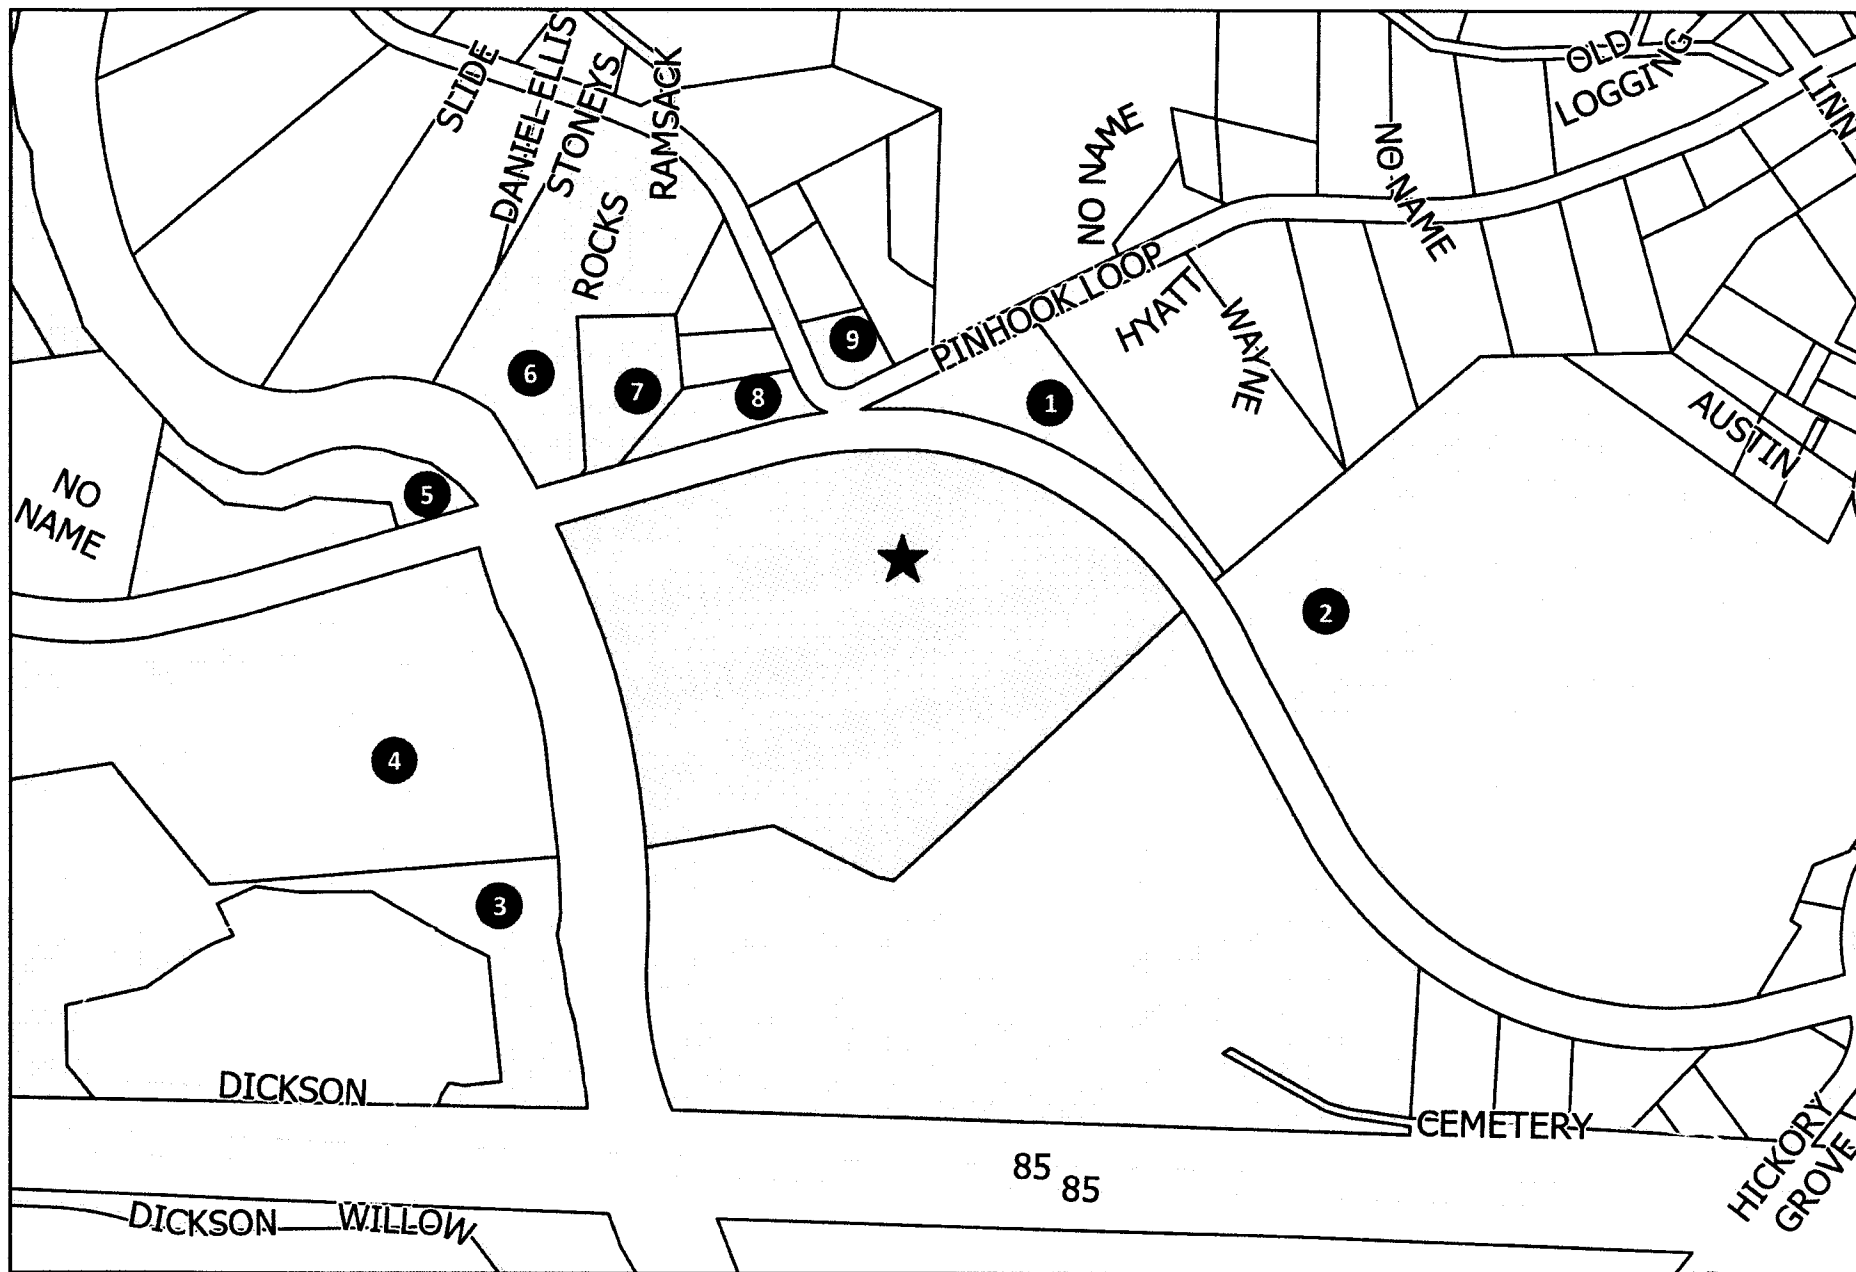 SLIDE
DANIEL ELLIS
STONEYS
RAMSACK
ROCKS
NO NAME
NO NAME
OLD
LOGGING
LINN
PINHOOK LOOP
HYATT
WAYNE
AUSTIN
9
6
7
8
1
5
NO
NAME
2
4
3
DICKSON
CEMETERY
85
85
HICKORY
GROVE
DICKSON
WILLOW